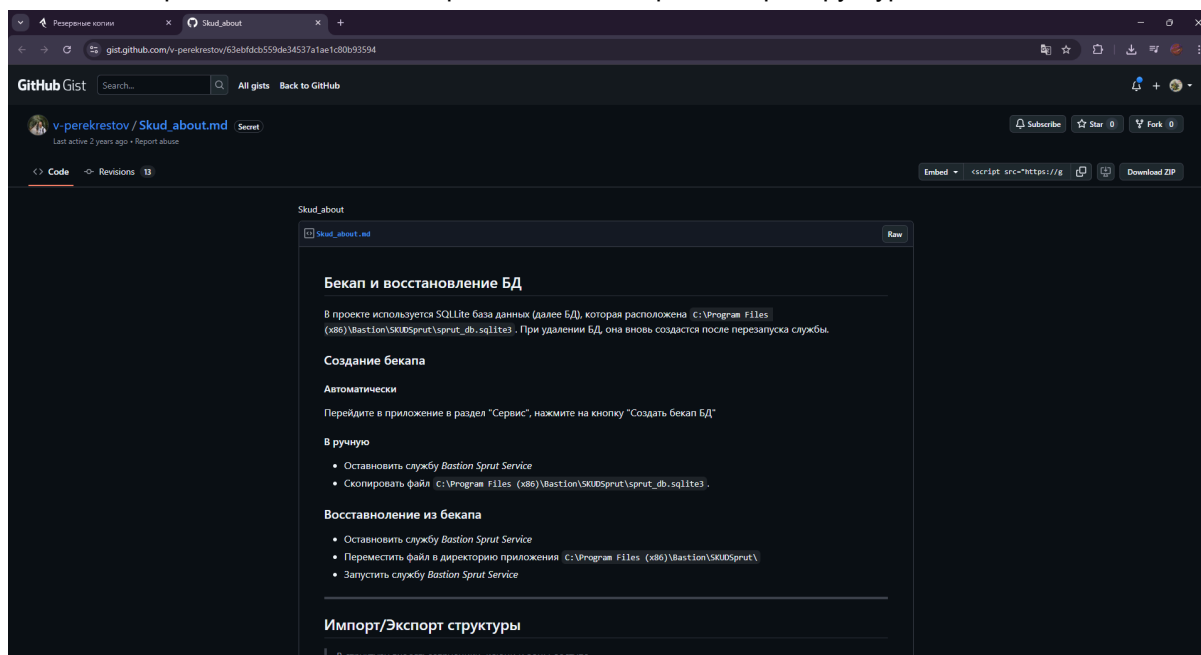 Резервные копии
Skud_about
gist.github.com/v-perekrestov/63ebfdcb559de34537a1ae1c80b93594
GitHub Gist
Search...
All gists
Back to GitHub
v-perekrestov / Skud_about.md
Secret
Last active 2 years ago • Report abuse
Subscribe
Star 0
Fork 0
Code
Revisions 13
Embed
<script src="https://g
Download ZIP
Skud_about
Skud_about.md
Raw
Бекап и восстановление БД
В проекте используется SQLLite база данных (далее БД), которая расположена C:\Program Files
(x86)\Bastion\SKUDSprut\sprut_db.sqlite3. При удалении БД, она вновь создастся после перезапуска службы.
Создание бекапа
Автоматически
Перейдите в приложение в раздел "Сервис", нажмите на кнопку "Создать бекап БД"
В ручную
• Оставновить службу Bastion Sprut Service
• Скопировать файл C:\Program Files (x86)\Bastion\SKUDSprut\sprut_db.sqlite3.
Восставноление из бекапа
• Оставновить службу Bastion Sprut Service
• Переместить файл в директорию приложения C:\Program Files (x86)\Bastion\SKUDSprut\
• Запустить службу Bastion Sprut Service
Импорт/Экспорт структуры